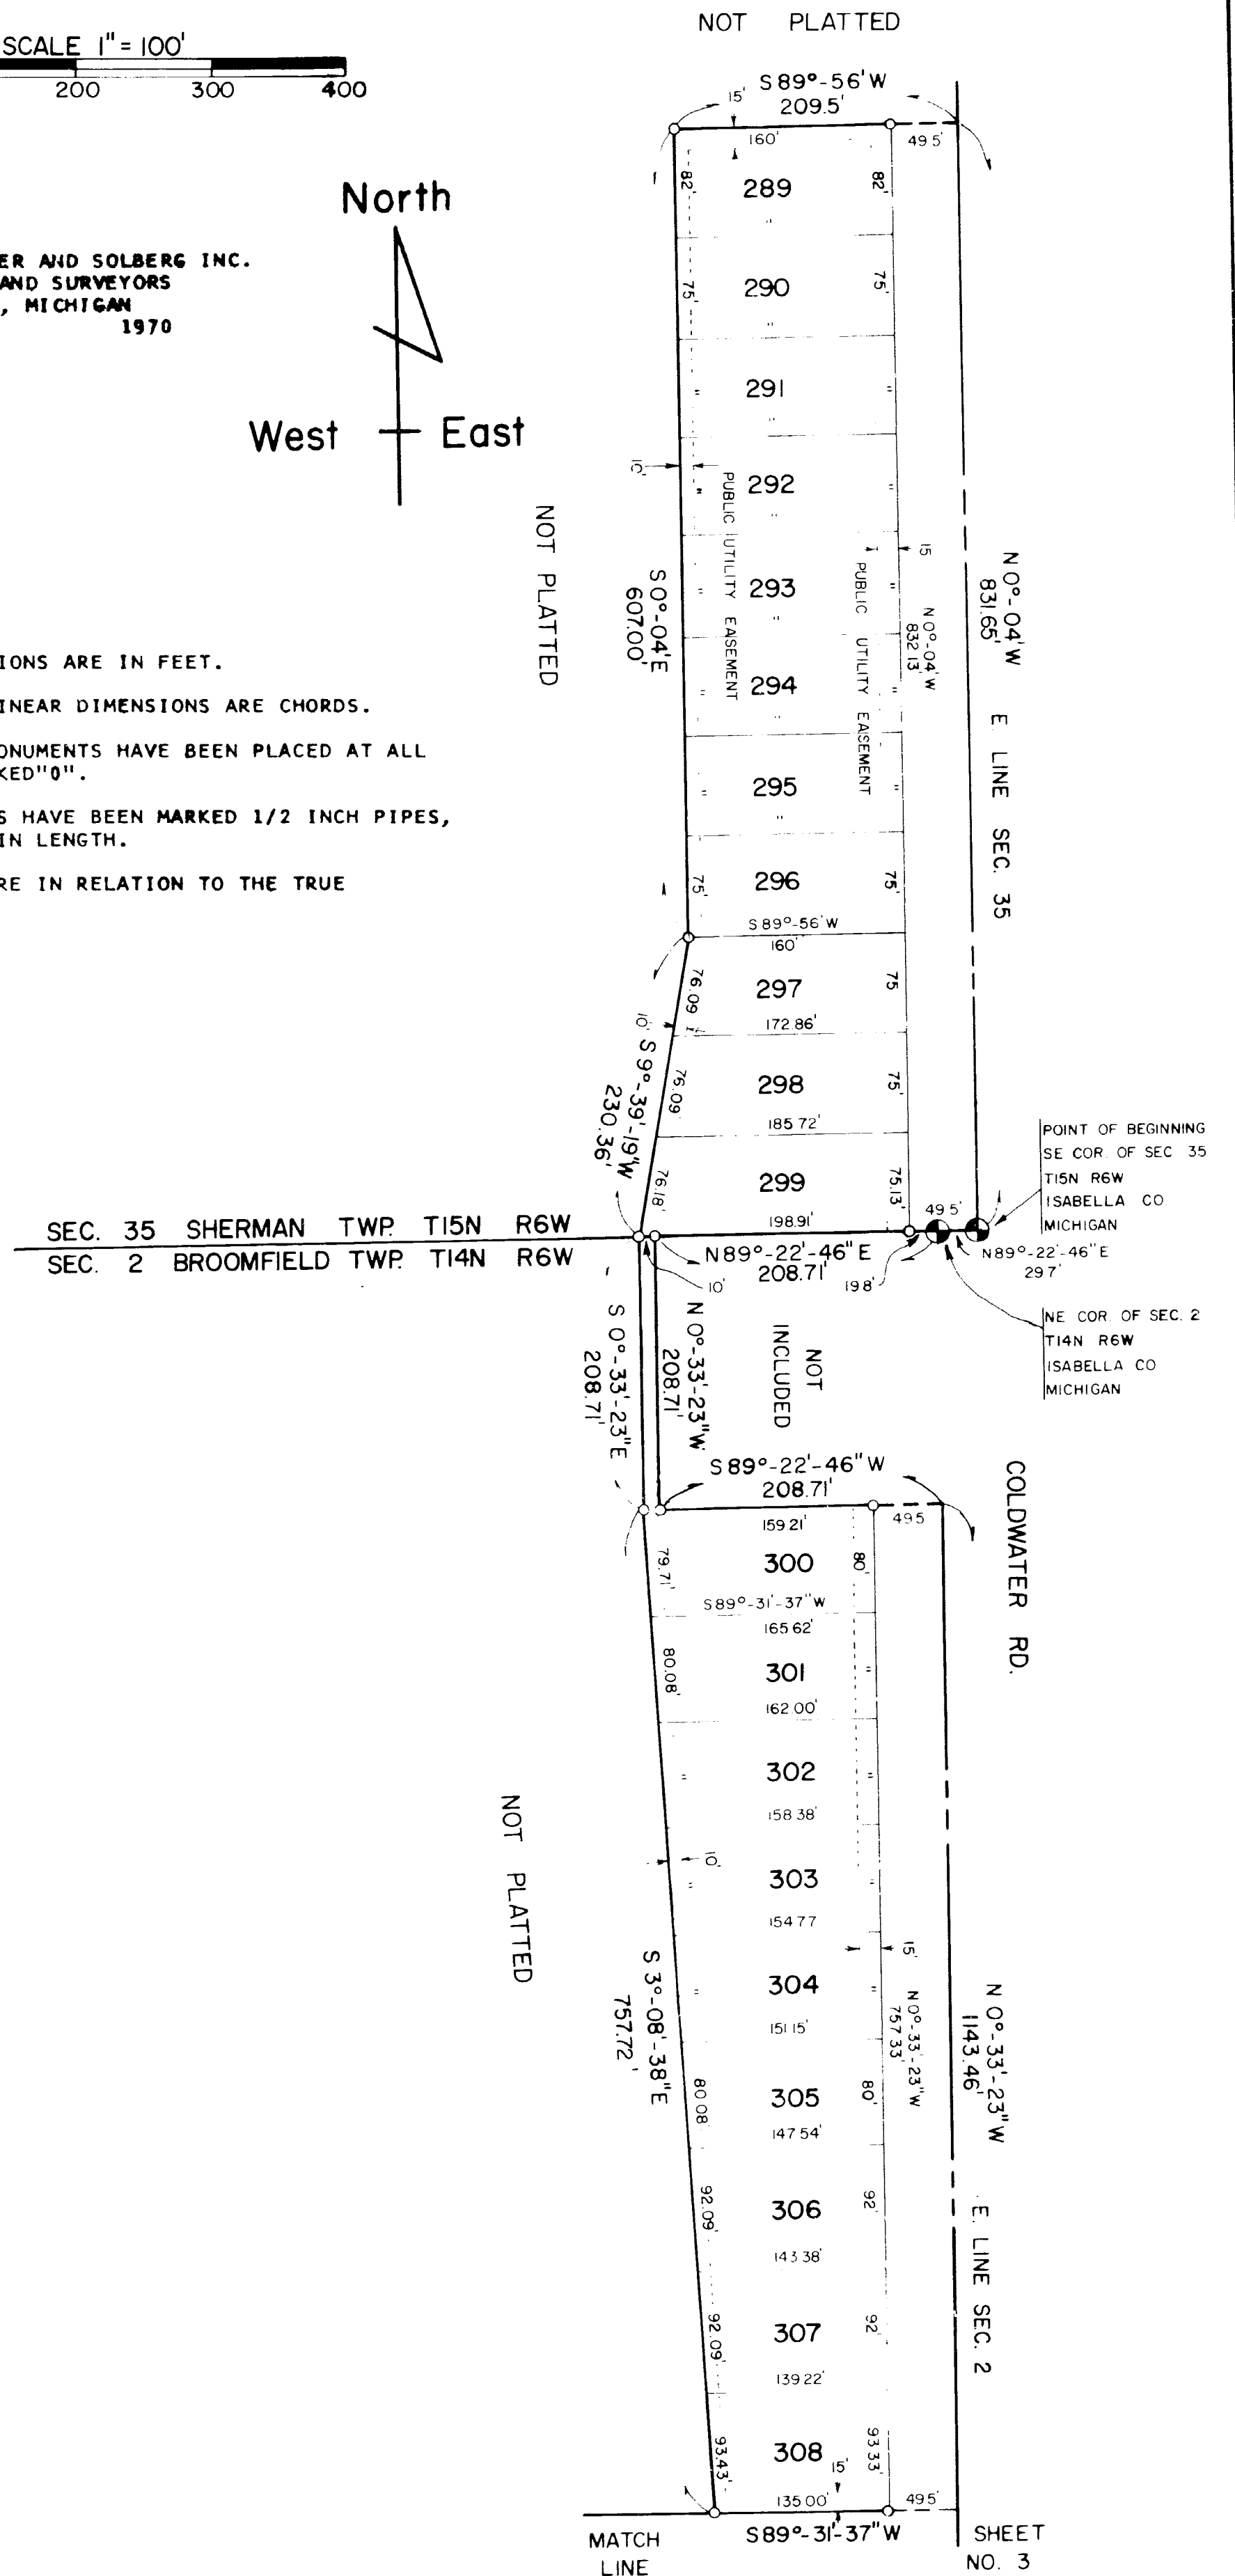 NOT PLATTED
SCALE 1"= 100'
200 300 400
S 89°-56' W
209.5'
15'
160'
49 5'
North
West East
ER AND SOLBERG INC.
AND SURVEYORS
, MICHIGAN
1970
82' 289 82'
"
75' 290 75'
"
" 291 "
"
10'
" 292 "
"
PUBLIC UTILITY EASEMENT
15
" 293 "
"
PUBLIC UTILITY EASEMENT
" 294 "
"
" 295 "
"
75' 296 75'
NOT PLATTED
S 0°-04' E
607.00'
N 0°-04' W
832 13'
N 0°-04' W
831.65'
E. LINE SEC. 35
IONS ARE IN FEET.
INEAR DIMENSIONS ARE CHORDS.
ONUMENTS HAVE BEEN PLACED AT ALL
KED"0".
S HAVE BEEN MARKED 1/2 INCH PIPES,
IN LENGTH.
RE IN RELATION TO THE TRUE
S 89°-56' W
160'
76.09 297 75
172.86'
10'
S 9°-39'-19" W
230.36'
76.09' 298 75'
185 72'
76.18' 299 75.13'
198.91'
49 5'
POINT OF BEGINNING
SE COR. OF SEC 35
T15N R6W
ISABELLA CO
MICHIGAN
SEC. 35 SHERMAN TWP. T15N R6W
SEC. 2 BROOMFIELD TWP. T14N R6W
N 89°-22'-46" E
208.71'
10'
19 8'
N 89°-22'-46" E
29 7'
NE COR. OF SEC. 2
T14N R6W
ISABELLA CO
MICHIGAN
S 0°-33'-23" E
208.71'
N 0°-33'-23" W
208.71'
NOT
INCLUDED
S 89°-22'-46" W
208.71'
COLDWATER RD.
159.21'
49 5
79.71' 300 80'
S 89°-31'-37" W
165 62'
80.08' 301 "
162.00'
" 302 "
158 38'
10'
" 303 "
154 77
15'
" 304 "
151 15'
80 08' 305 80'
147 54'
92.09' 306 92'
143 38'
92.09' 307 92'
139 22'
93.43' 308 93 33'
15'
135 00'
49 5'
NOT PLATTED
S 3°-08'-38" E
757.72'
N 0°-33'-23" W
757 33'
N 0°-33'-23" W
1143.46'
E. LINE SEC. 2
S 89°-31'-37" W
MATCH
LINE
SHEET
NO. 3